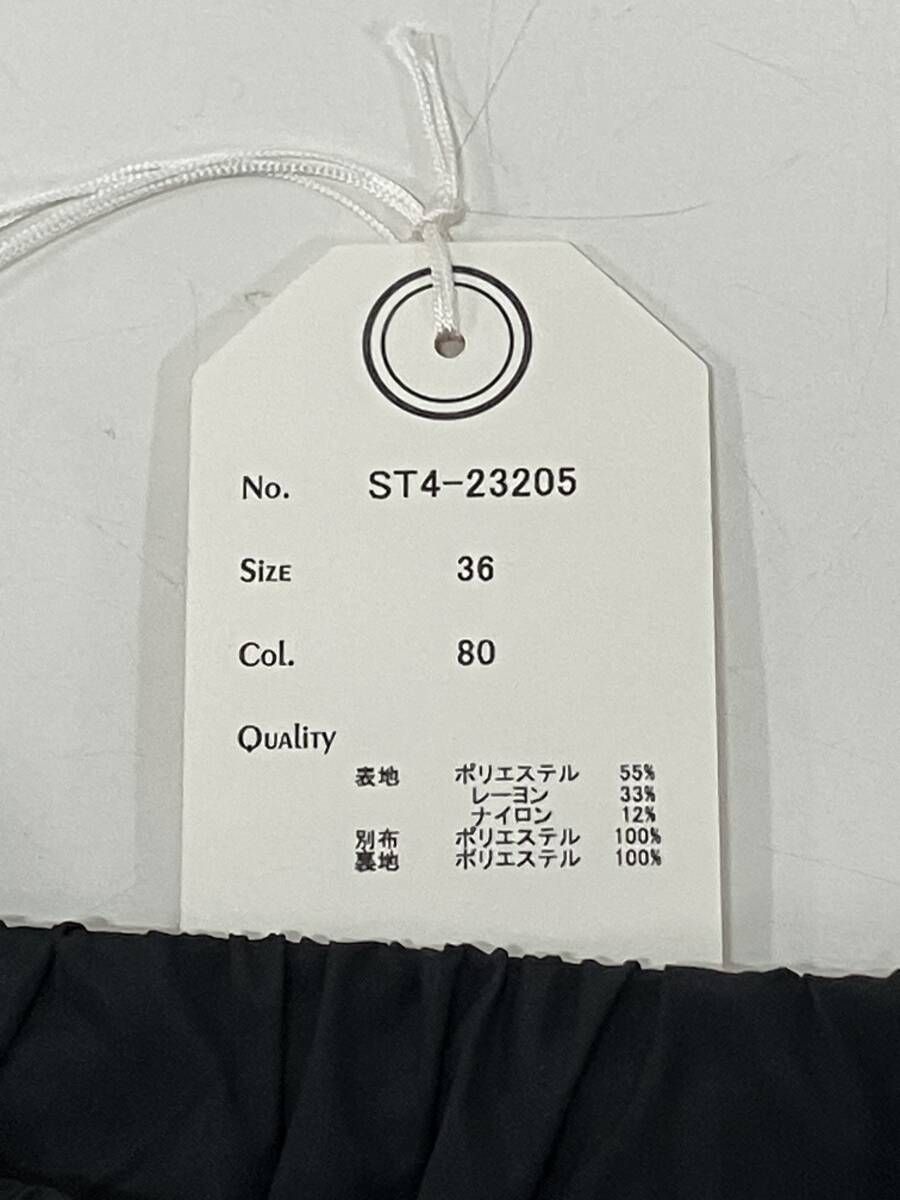 No. ST4-23205
Size 36
Col. 80
Quality
表地 ポリエステル 55%
レーヨン 33%
ナイロン 12%
別布 ポリエステル 100%
裏地 ポリエステル 100%